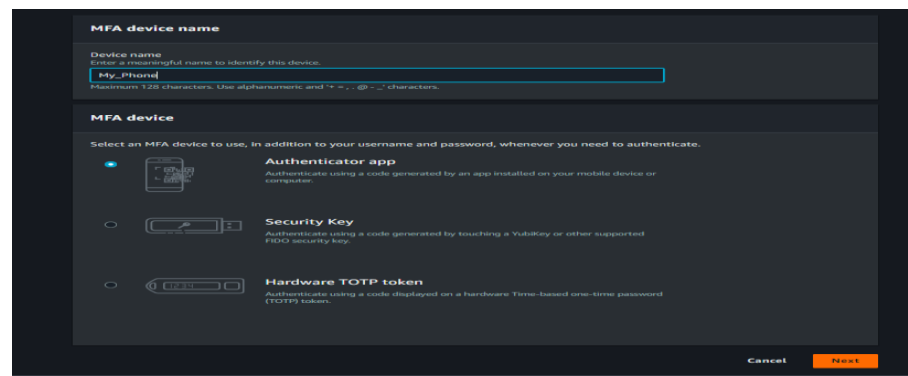 MFA device name
Device name
Enter a meaningful name to identify this device.
My_Phone
Maximum 128 characters. Use alphanumeric and '+ = , . @ - _' characters.
MFA device
Select an MFA device to use, in addition to your username and password, whenever you need to authenticate.
Authenticator app
Authenticate using a code generated by an app installed on your mobile device or
computer.
Security Key
Authenticate using a code generated by touching a YubiKey or other supported
FIDO security key.
1234
Hardware TOTP token
Authenticate using a code displayed on a hardware Time-based one-time password
(TOTP) token.
Cancel
Next